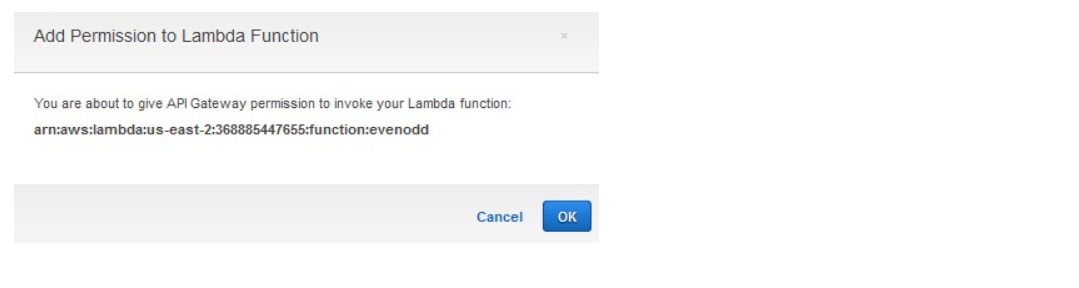 Add Permission to Lambda Function
×
You are about to give API Gateway permission to invoke your Lambda function:
arn:aws:lambda:us-east-2:368885447655:function:evenodd
Cancel OK